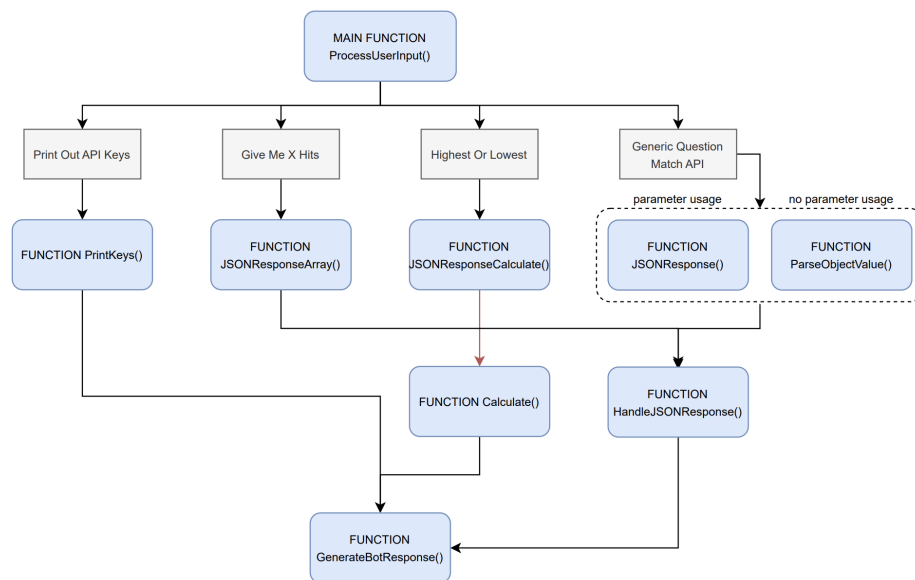 MAIN FUNCTION
ProcessUserInput()
Print Out API Keys
Give Me X Hits
Highest Or Lowest
Generic Question
Match API
parameter usage
no parameter usage
FUNCTION PrintKeys()
FUNCTION
JSONResponseArray()
FUNCTION
JSONResponseCalculate()
FUNCTION
JSONResponse()
FUNCTION
ParseObjectValue()
FUNCTION Calculate()
FUNCTION
HandleJSONResponse()
FUNCTION
GenerateBotResponse()